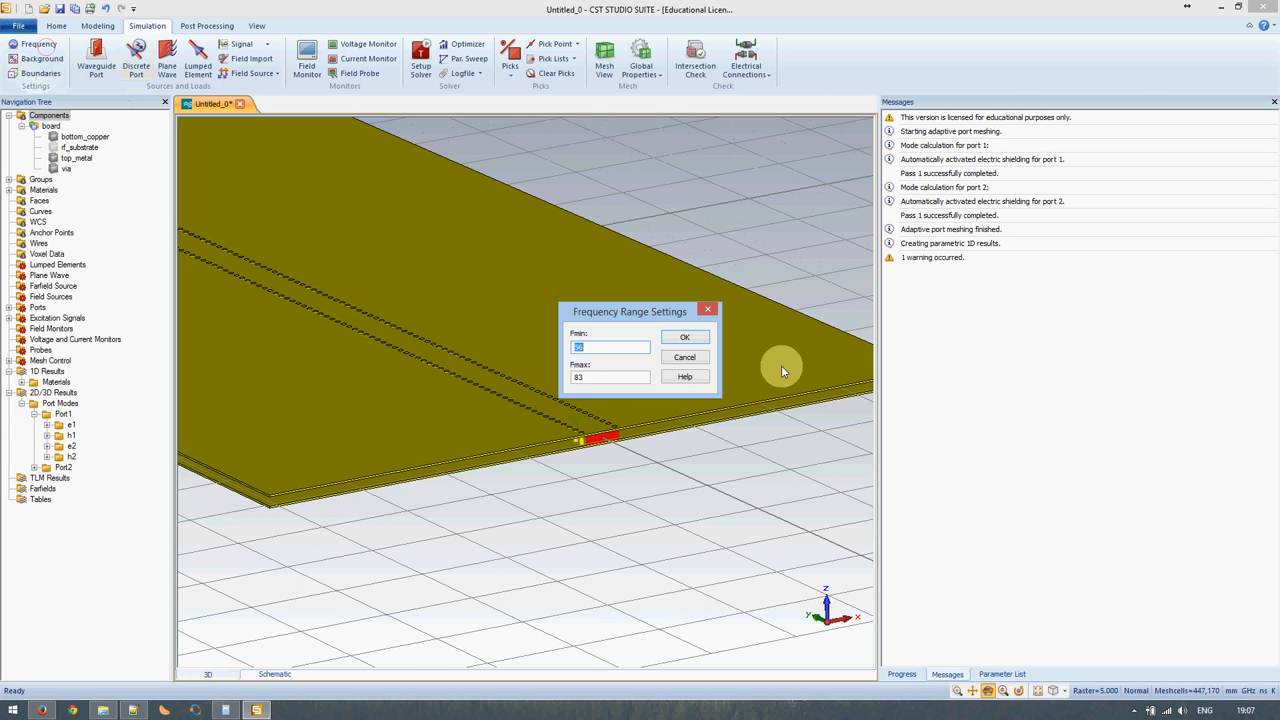 Untitled_0 - CST STUDIO SUITE - [Educational Licen...
File
Home
Modeling
Simulation
Post Processing
View
Frequency
Background
Boundaries
Settings
Waveguide
Port
Discrete
Port
Plane
Wave
Lumped
Element
Signal
Field Import
Field Source
Sources and Loads
Field
Monitor
Voltage Monitor
Current Monitor
Field Probe
Monitors
Setup
Solver
Optimizer
Par. Sweep
Logfile
Solver
Picks
Pick Point
Pick Lists
Clear Picks
Picks
Mesh
View
Global
Properties
Mesh
Intersection
Check
Electrical
Connections
Check
Navigation Tree
Components
board
bottom_copper
rf_substrate
top_metal
via
Groups
Materials
Faces
Curves
WCS
Anchor Points
Wires
Voxel Data
Lumped Elements
Plane Wave
Farfield Source
Field Sources
Ports
Excitation Signals
Field Monitors
Voltage and Current Monitors
Probes
Mesh Control
1D Results
Materials
2D/3D Results
Port Modes
Port1
e1
h1
e2
h2
Port2
TLM Results
Farfields
Tables
Untitled_0*
Frequency Range Settings
Fmin:
OK
Cancel
Fmax:
83
Help
z
y
x
3D
Schematic
Messages
This version is licensed for educational purposes only.
Starting adaptive port meshing.
Mode calculation for port 1:
Automatically activated electric shielding for port 1.
Pass 1 successfully completed.
Mode calculation for port 2:
Automatically activated electric shielding for port 2.
Pass 1 successfully completed.
Adaptive port meshing finished.
Creating parametric 1D results.
1 warning occurred.
Progress
Messages
Parameter List
Ready
Raster=5.000
Normal
Meshcells=447,170
mm GHz ns K
ENG
19:07